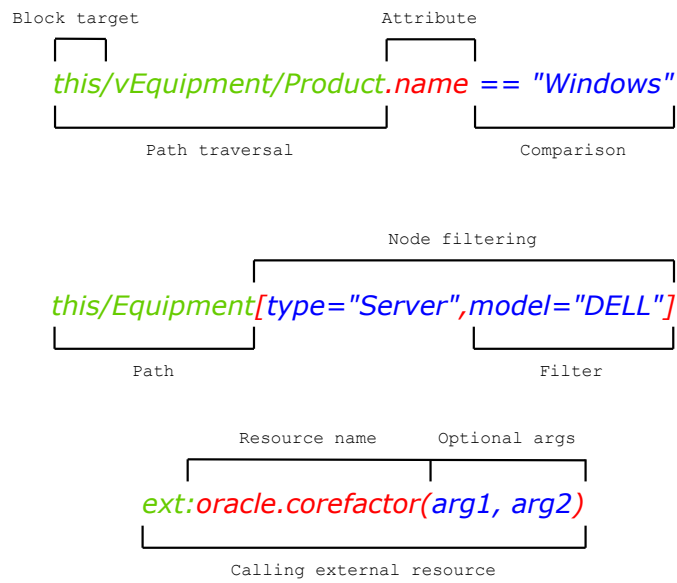 Block target Attribute
this/vEquipment/Product.name == "Windows"
Path traversal Comparison
Node filtering
this/Equipment[type="Server",model="DELL"]
Path Filter
Resource name Optional args
ext:oracle.corefactor(arg1, arg2)
Calling external resource